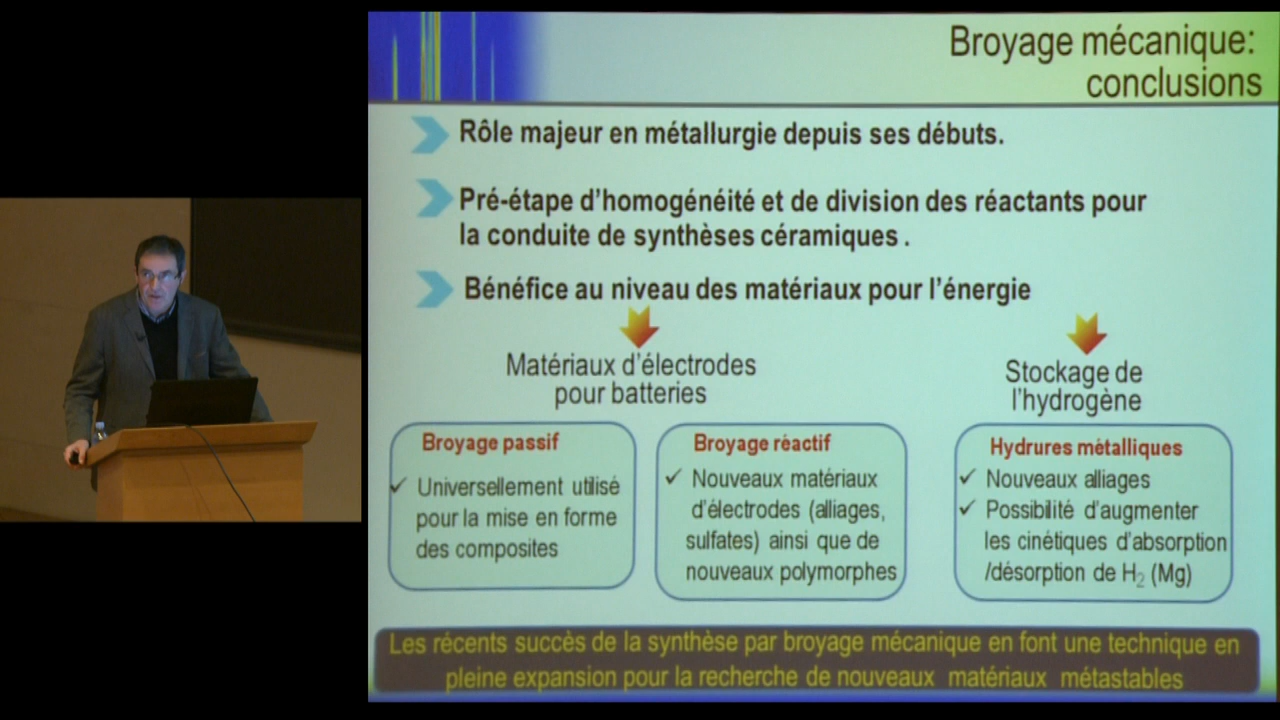 Broyage mécanique:
conclusions
Rôle majeur en métallurgie depuis ses débuts.
Pré-étape d'homogénéité et de division des réactants pour
la conduite de synthèses céramiques .
Bénéfice au niveau des matériaux pour l'énergie
Matériaux d'électrodes
pour batteries
Broyage passif
✓ Universellement utilisé
pour la mise en forme
des composites
Broyage réactif
✓ Nouveaux matériaux
d'électrodes (alliages,
sulfates) ainsi que de
nouveaux polymorphes
Stockage de
l'hydrogène
Hydrures métalliques
✓ Nouveaux alliages
✓ Possibilité d'augmenter
les cinétiques d'absorption
/désorption de H₂ (Mg)
Les récents succès de la synthèse par broyage mécanique en font une technique en
pleine expansion pour la recherche de nouveaux matériaux métastables